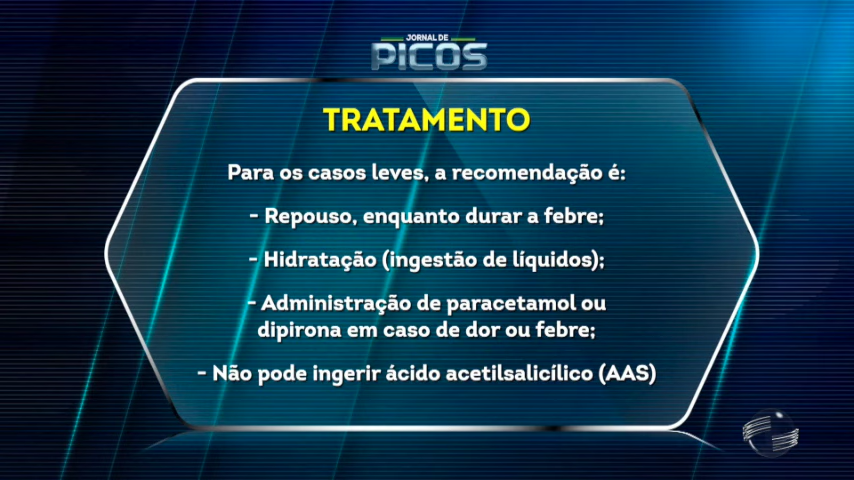 JORNAL DE
PICOS
TRATAMENTO
Para os casos leves, a recomendação é:
- Repouso, enquanto durar a febre;
- Hidratação (ingestão de líquidos);
- Administração de paracetamol ou
dipirona em caso de dor ou febre;
- Não pode ingerir ácido acetilsalicílico (AAS)